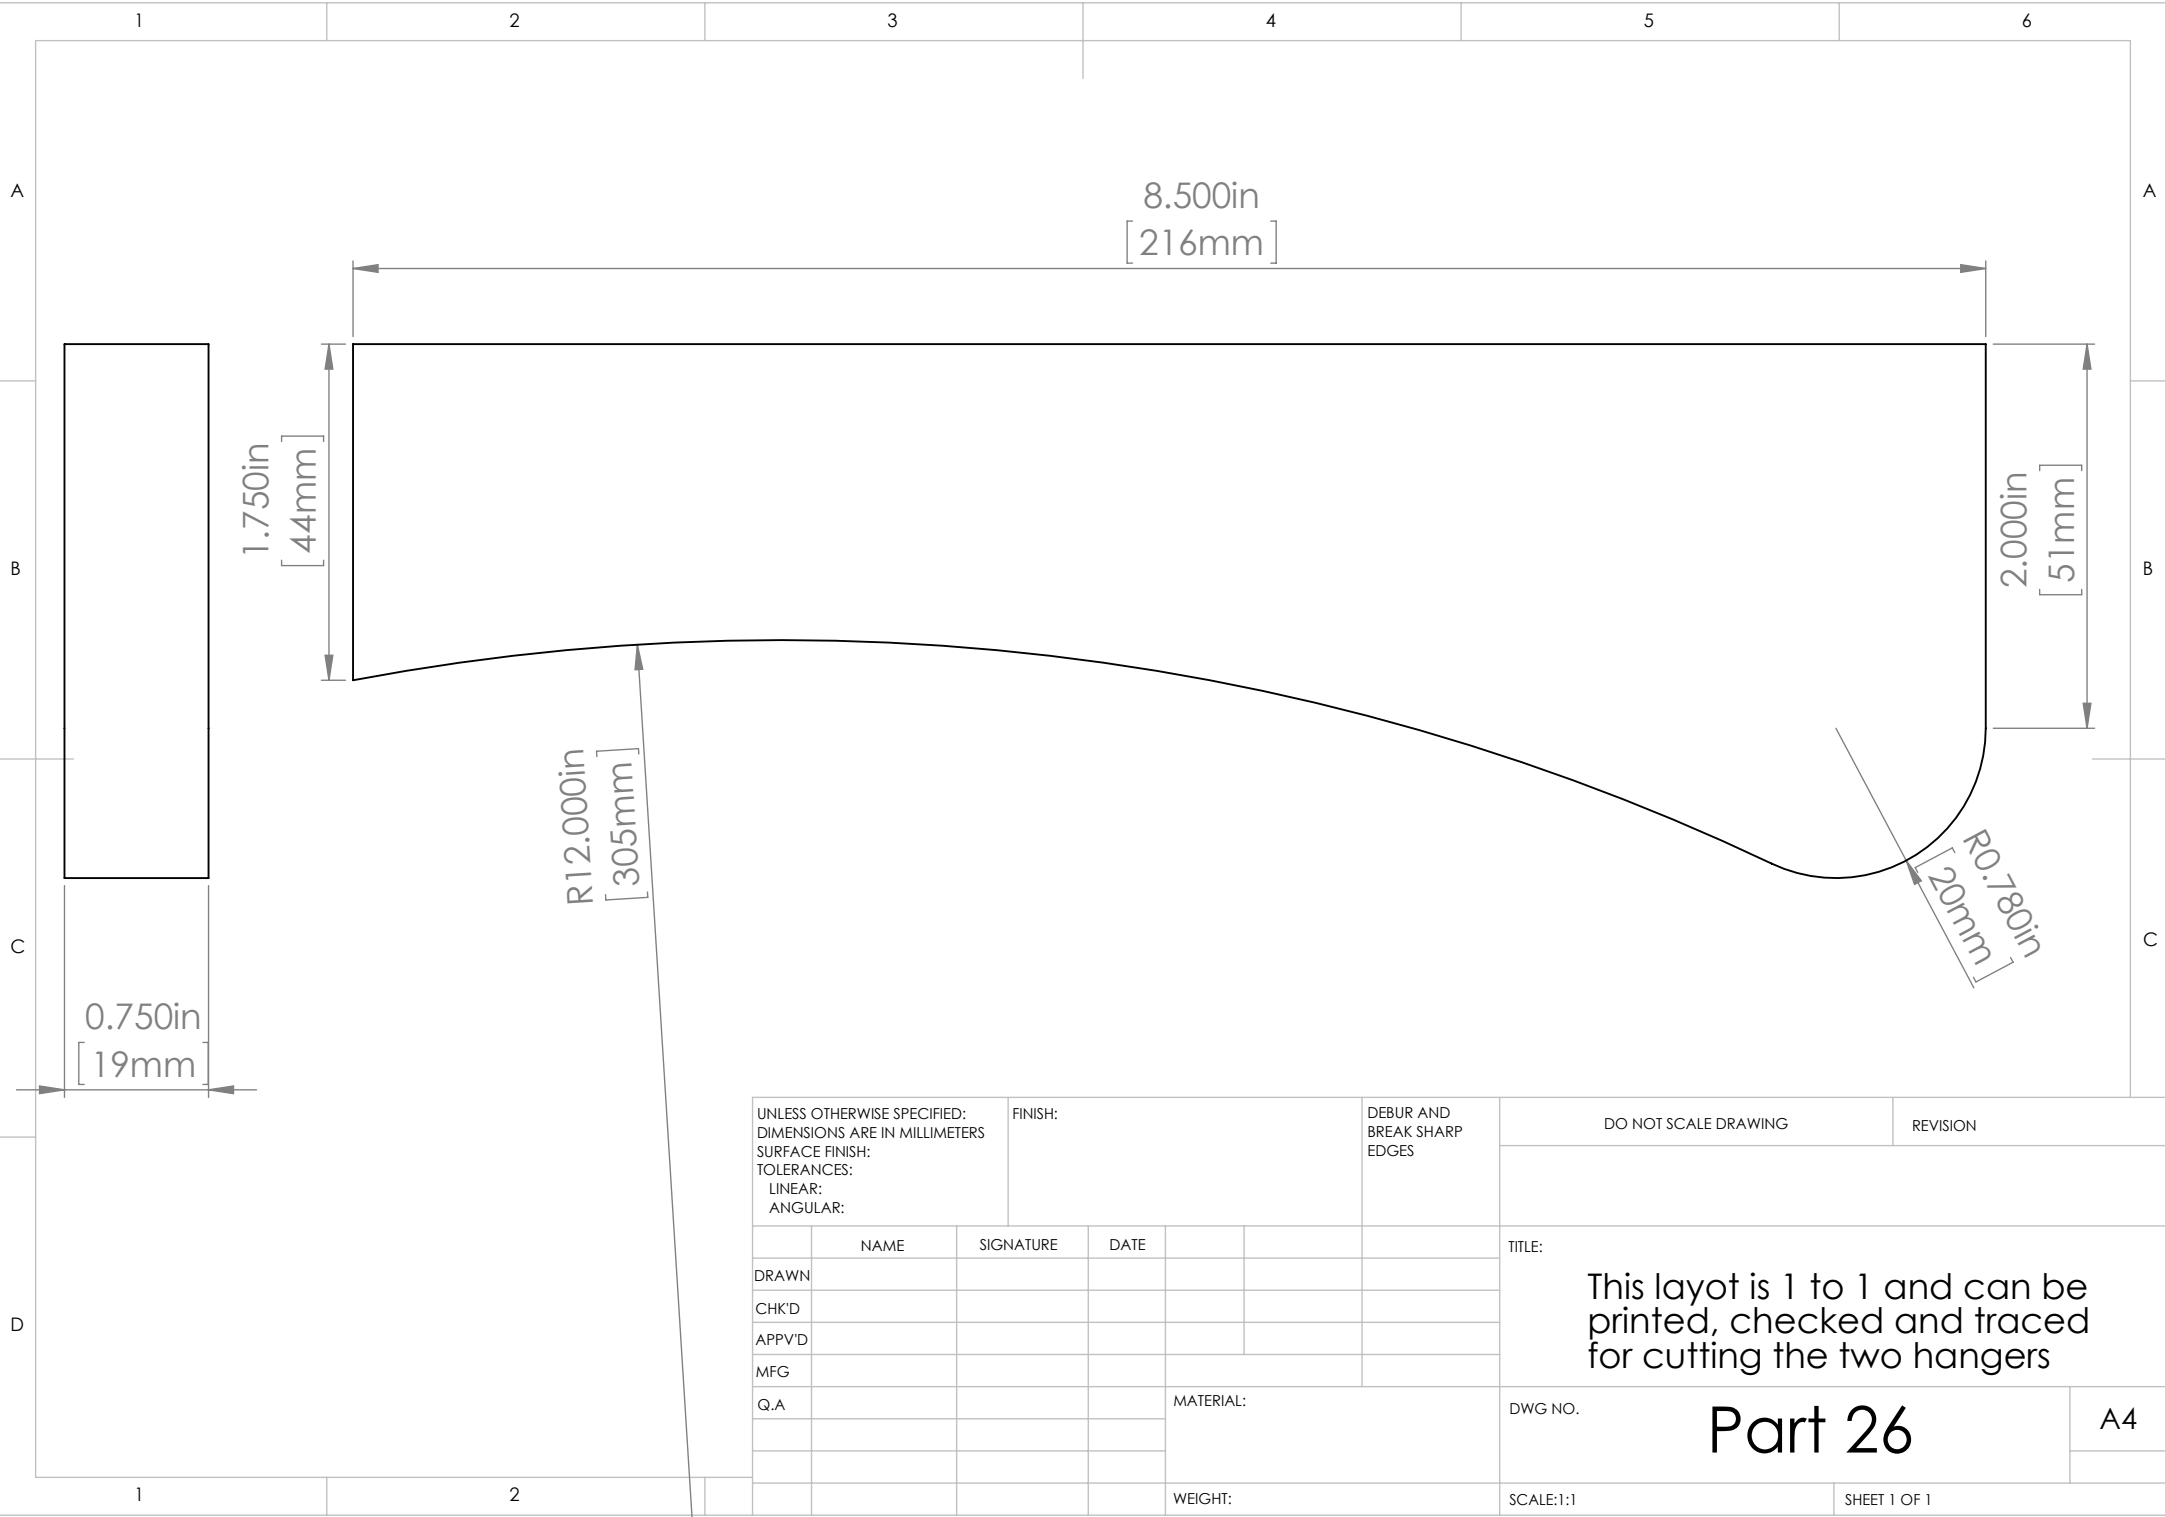 1 2 3 4 5 6
A A
8.500in
[216mm]
1.750in
[44mm]
2.000in
[51mm]
B B
R12.000in
[305mm]
R0.780in
[20mm]
C C
0.750in
[19mm]
UNLESS OTHERWISE SPECIFIED:
DIMENSIONS ARE IN MILLIMETERS
SURFACE FINISH:
TOLERANCES:
LINEAR:
ANGULAR:
FINISH:
DEBUR AND
BREAK SHARP
EDGES
DO NOT SCALE DRAWING
REVISION
NAME SIGNATURE DATE
DRAWN
CHK'D
APPV'D
MFG
Q.A
MATERIAL:
WEIGHT:
TITLE:
This layot is 1 to 1 and can be
printed, checked and traced
for cutting the two hangers
DWG NO.
Part 26
A4
SCALE:1:1
SHEET 1 OF 1
D
1 2